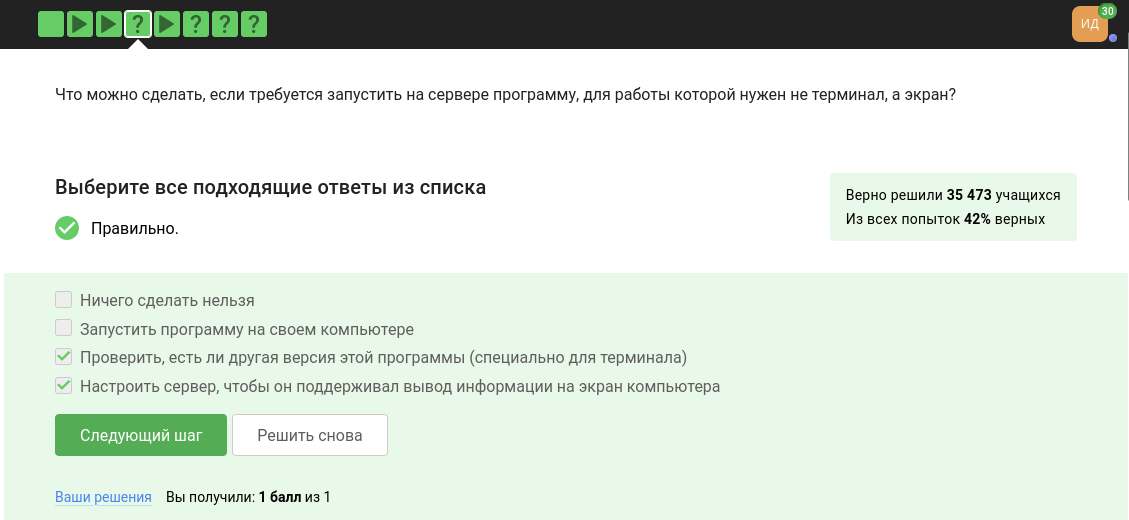 ? ? ? ?
ИД
30
Что можно сделать, если требуется запустить на сервере программу, для работы которой нужен не терминал, а экран?
Выберите все подходящие ответы из списка
Верно решили 35 473 учащихся
Из всех попыток 42% верных
Правильно.
Ничего сделать нельзя
Запустить программу на своем компьютере
Проверить, есть ли другая версия этой программы (специально для терминала)
Настроить сервер, чтобы он поддерживал вывод информации на экран компьютера
Следующий шаг
Решить снова
Ваши решения Вы получили: 1 балл из 1